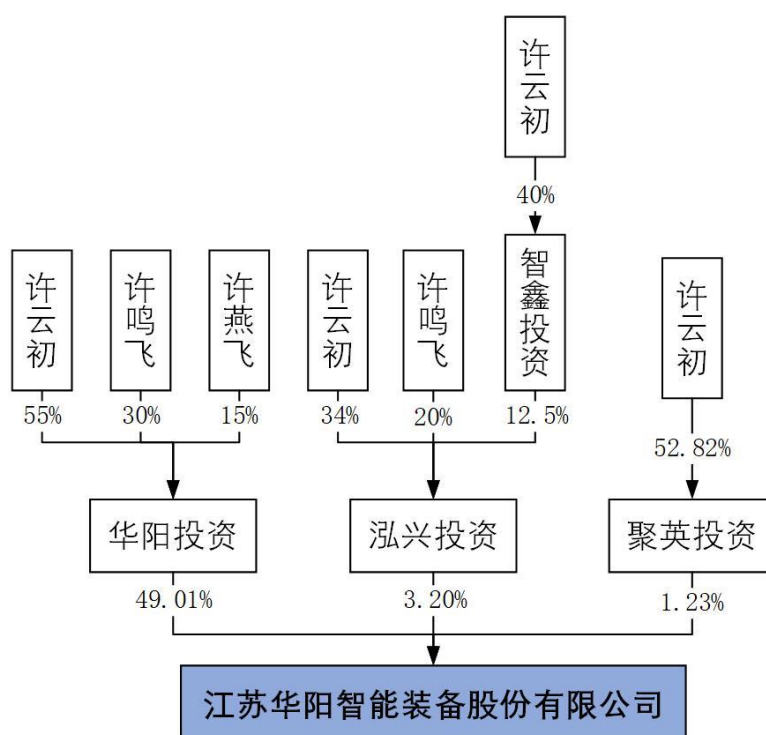 许云初
40%
许云初
许鸣飞
许燕飞
许云初
许鸣飞
智鑫投资
许云初
55%
30%
15%
34%
20%
12.5%
52.82%
华阳投资
泓兴投资
聚英投资
49.01%
3.20%
1.23%
江苏华阳智能装备股份有限公司